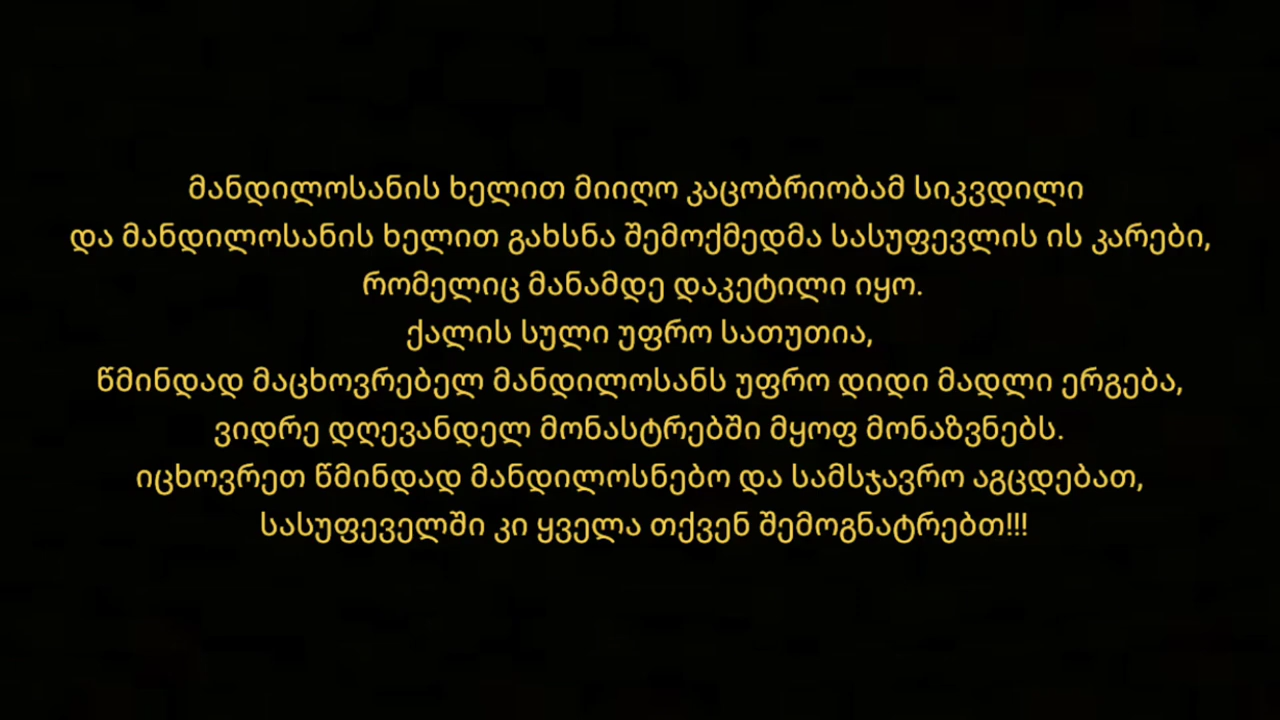 მანდილოსანის ხელით მიიღო კაცობრიობამ სიკვდილი
და მანდილოსანის ხელით გახსნა შემოქმედმა სასუფევლის ის კარები,
რომელიც მანამდე დაკეტილი იყო.
ქალის სული უფრო სათუთია,
წმინდად მაცხოვრებელ მანდილოსანს უფრო დიდი მადლი ერგება,
ვიდრე დღევანდელ მონასტრებში მყოფ მონაზვნებს.
იცხოვრეთ წმინდად მანდილოსნებო და სამსჯავრო აგცდებათ,
სასუფეველში კი ყველა თქვენ შემოგნატრებთ!!!